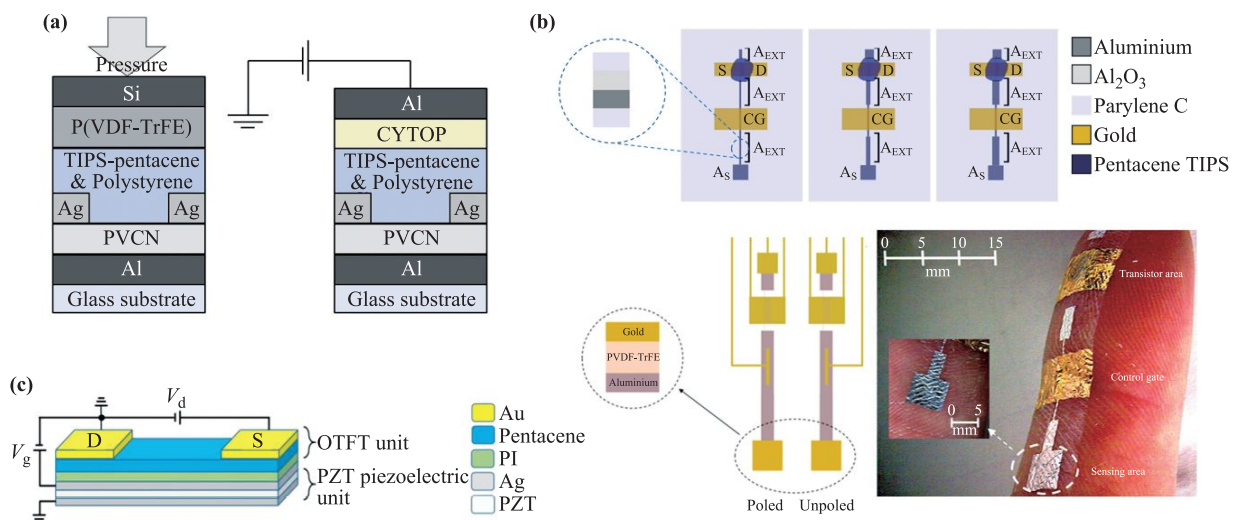 (a)
Pressure
Si
P(VDF-TrFE)
TIPS-pentacene
& Polystyrene
Ag
Ag
PVCN
Al
Glass substrate
Al
CYTOP
TIPS-pentacene
& Polystyrene
Ag
Ag
PVCN
Al
Glass substrate
(b)
A_EXT
S D
A_EXT
CG
A_EXT
A_S
A_EXT
S D
A_EXT
CG
A_EXT
A_S
A_EXT
S D
A_EXT
CG
A_EXT
A_S
Aluminium
Al₂O₃
Parylene C
Gold
Pentacene TIPS
Gold
PVDF-TrFE
Aluminium
Poled Unpoled
0 5 10 15
mm
Transistor area
Control gate
0 5
mm
Sensing area
(c)
V_d
V_g
D
S
OTFT unit
PZT piezoelectric
unit
Au
Pentacene
PI
Ag
PZT